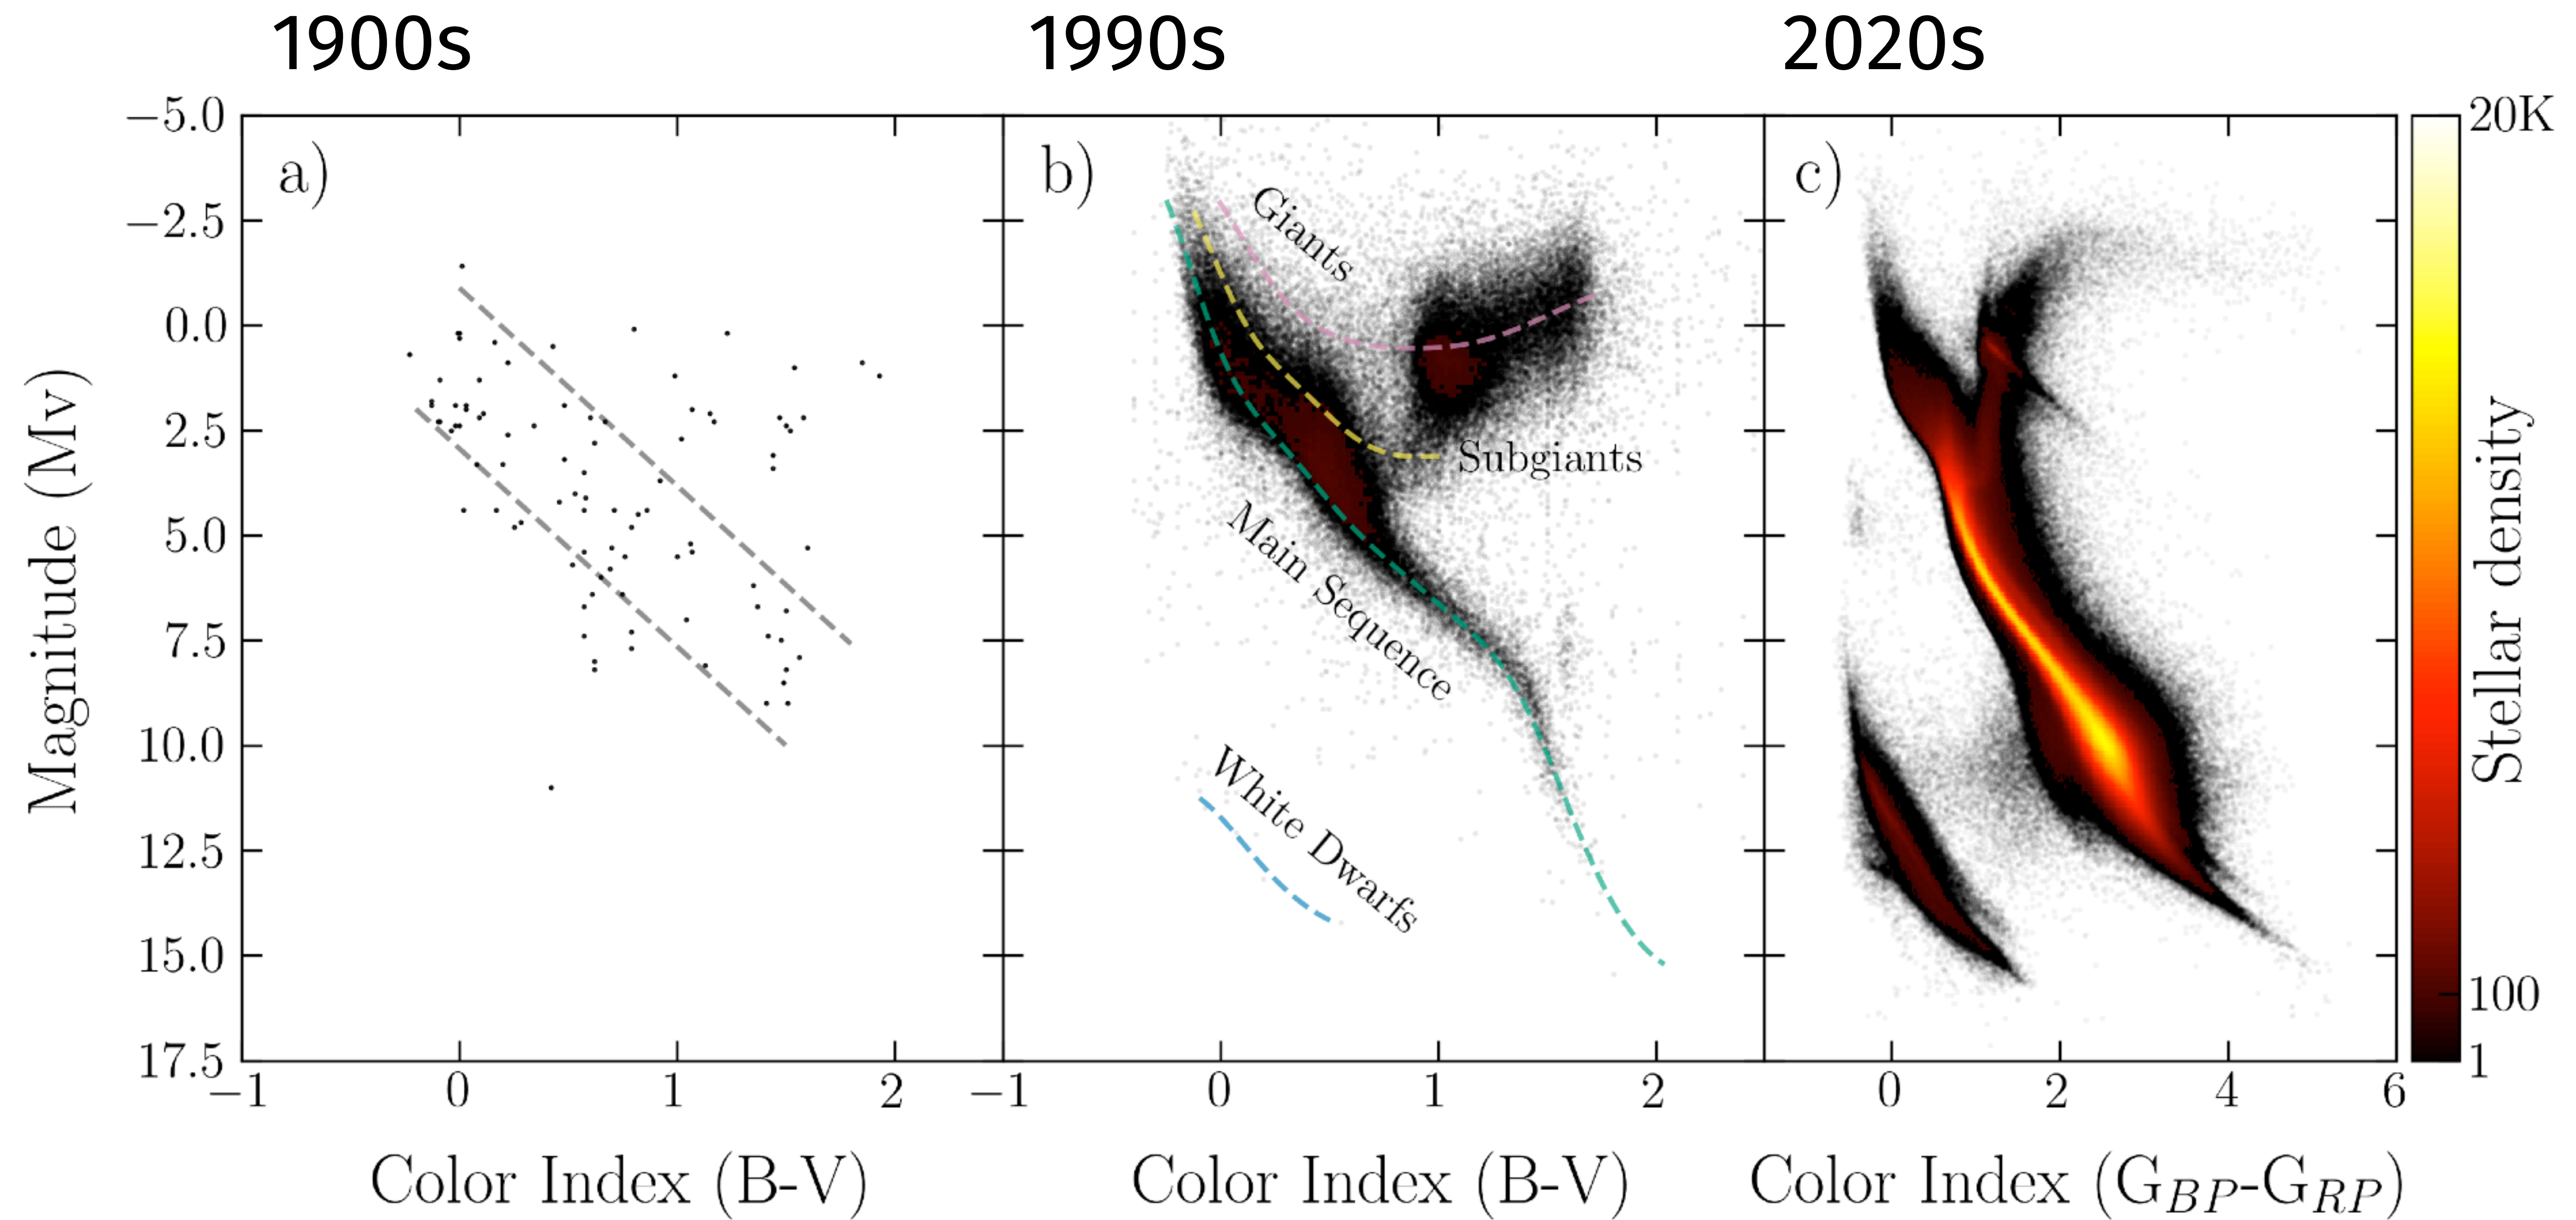 1900s
1990s
2020s
−5.0
−2.5
0.0
2.5
5.0
7.5
10.0
12.5
15.0
17.5
Magnitude (Mv)
a)
−1
0
1
2
Color Index (B-V)
b)
Giants
Subgiants
Main Sequence
White Dwarfs
−1
0
1
2
Color Index (B-V)
c)
0
2
4
6
Color Index (G_BP-G_RP)
20K
100
1
Stellar density